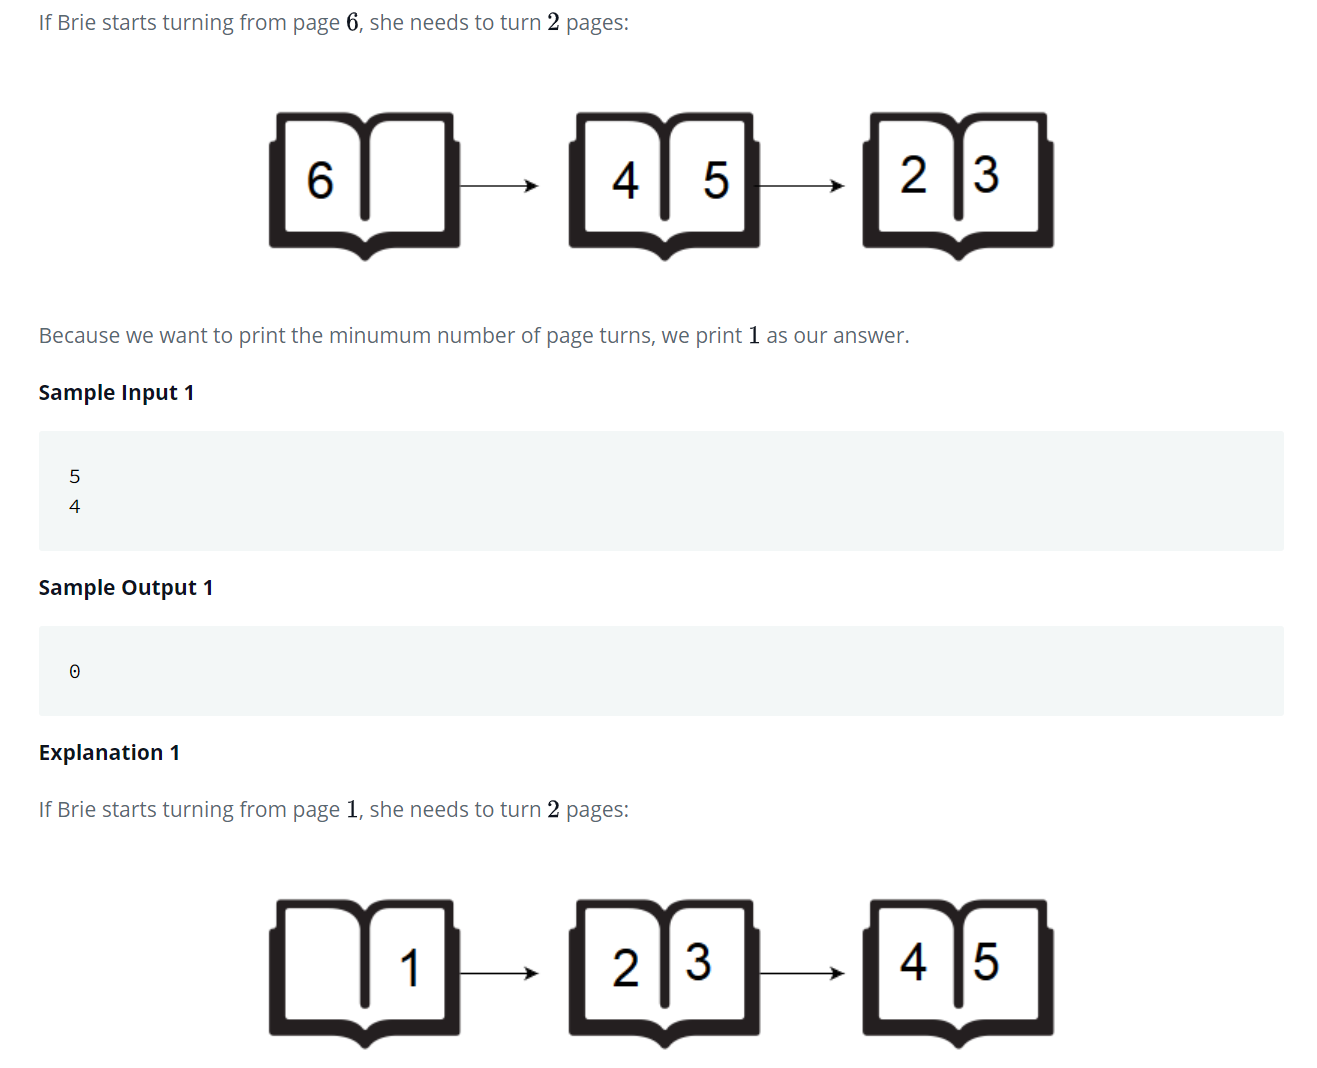 If Brie starts turning from page 6, she needs to turn 2 pages:
6 4 5 2 3
Because we want to print the minumum number of page turns, we print 1 as our answer.
Sample Input 1
5
4
Sample Output 1
0
Explanation 1
If Brie starts turning from page 1, she needs to turn 2 pages:
1 2 3 4 5